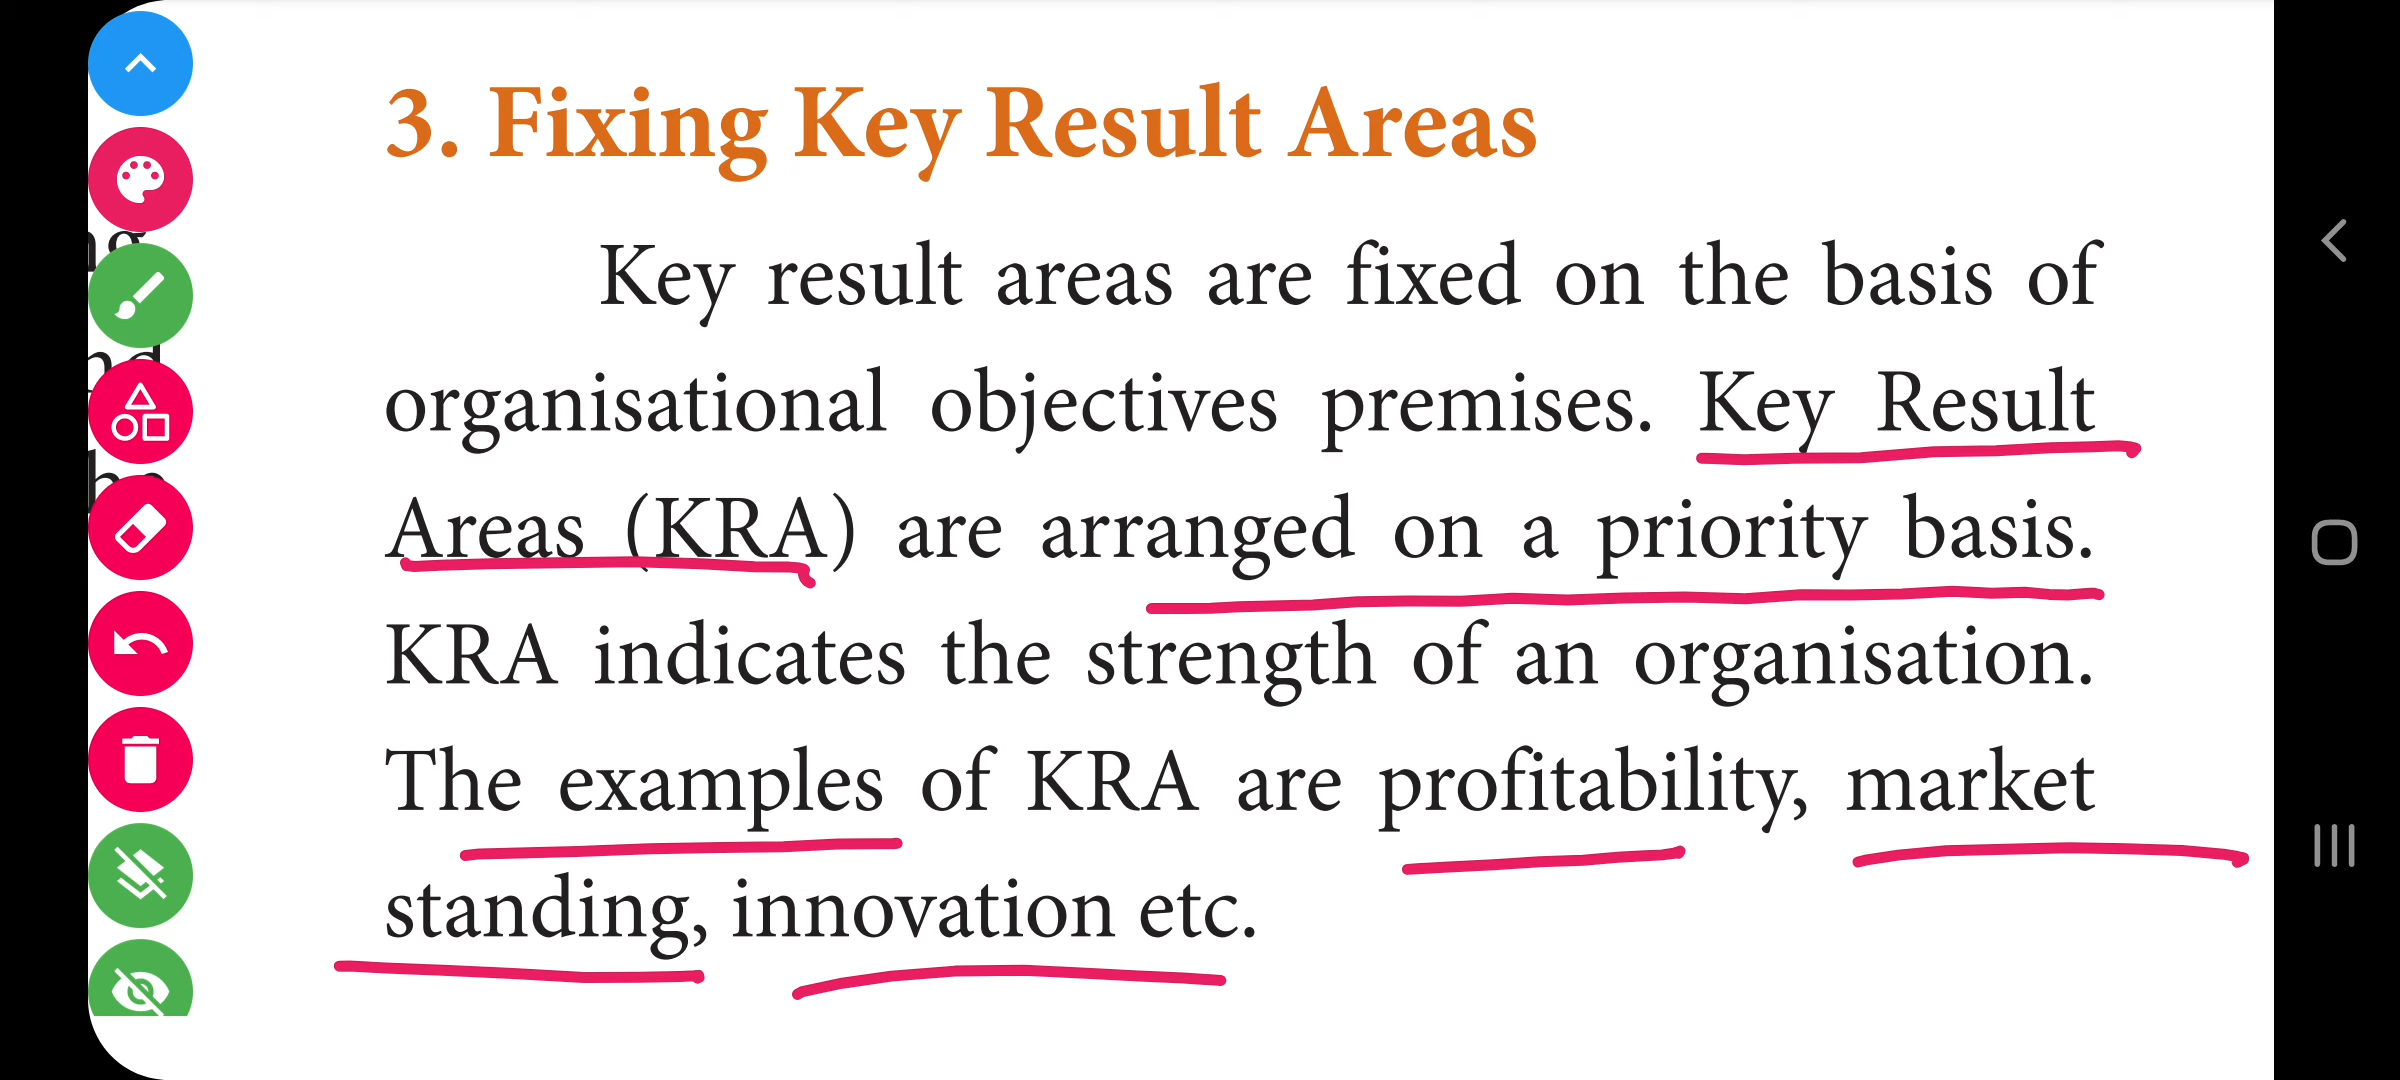 3. Fixing Key Result Areas
Key result areas are fixed on the basis of
organisational objectives premises. Key Result
Areas (KRA) are arranged on a priority basis.
KRA indicates the strength of an organisation.
The examples of KRA are profitability, market
standing, innovation etc.